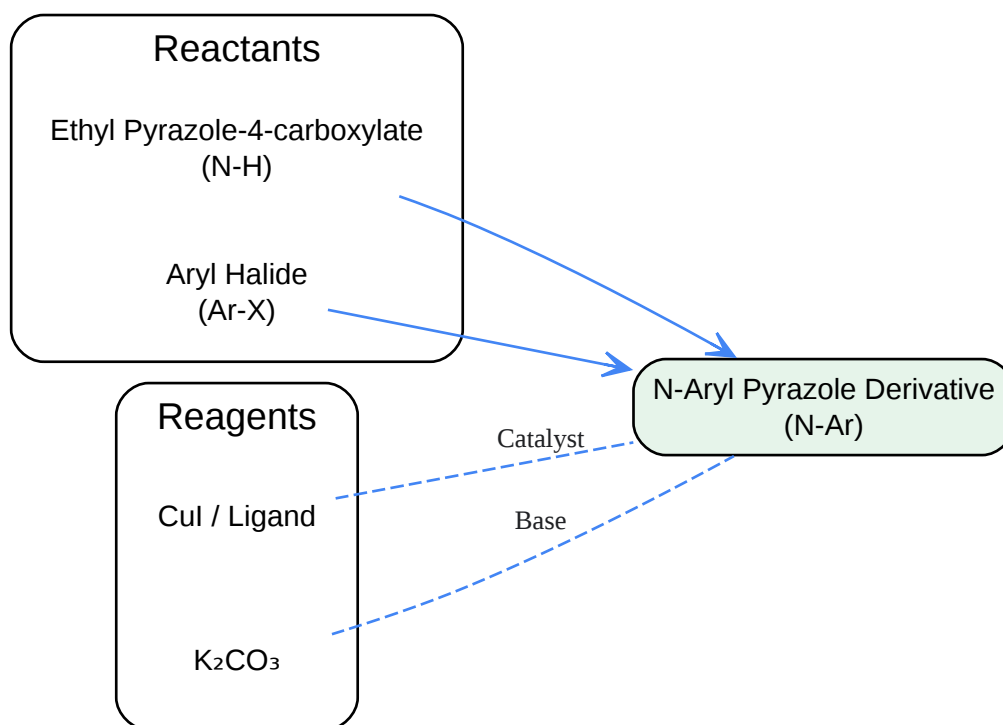 Reactants
Ethyl Pyrazole-4-carboxylate
(N-H)
Aryl Halide
(Ar-X)
N-Aryl Pyrazole Derivative
(N-Ar)
Reagents
Catalyst
CuI / Ligand
Base
K₂CO₃